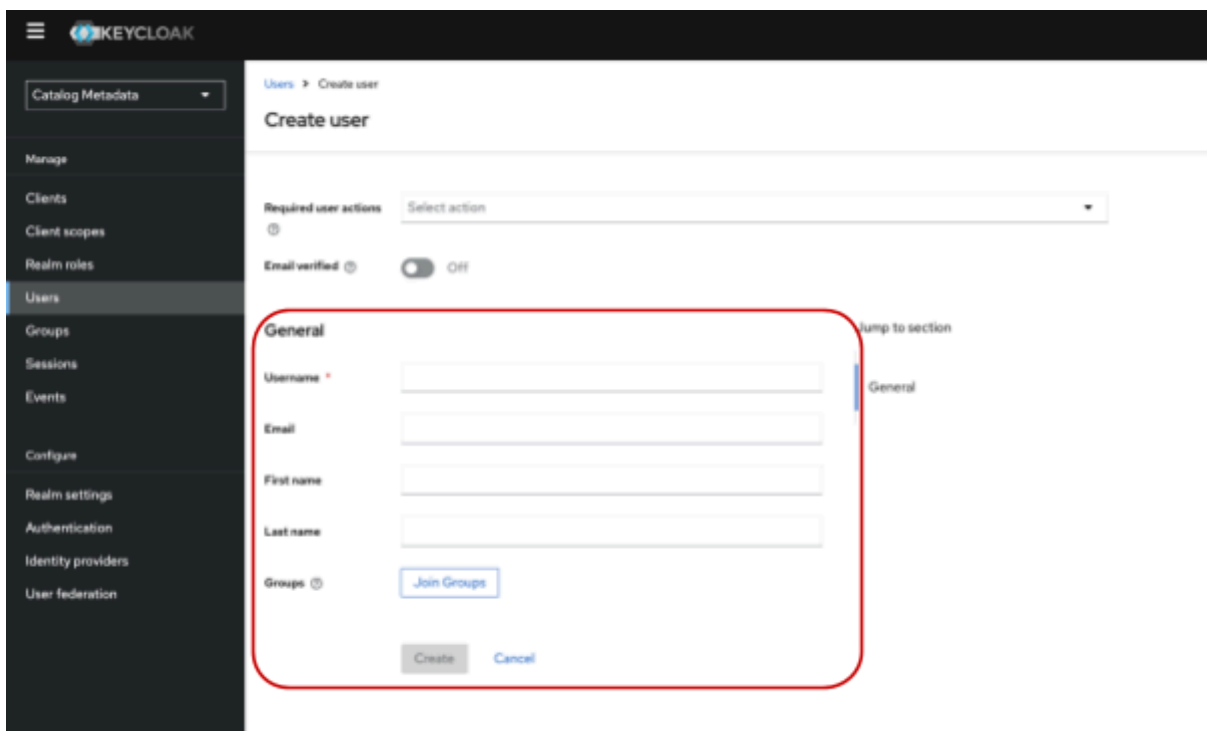 KEYCLOAK
Catalog Metadata
Manage
Clients
Client scopes
Realm roles
Users
Groups
Sessions
Events
Configure
Realm settings
Authentication
Identity providers
User federation
Users > Create user
Create user
Required user actions
Select action
Email verified
Off
General
Username *
Email
First name
Last name
Groups
Join Groups
Create
Cancel
Jump to section
General